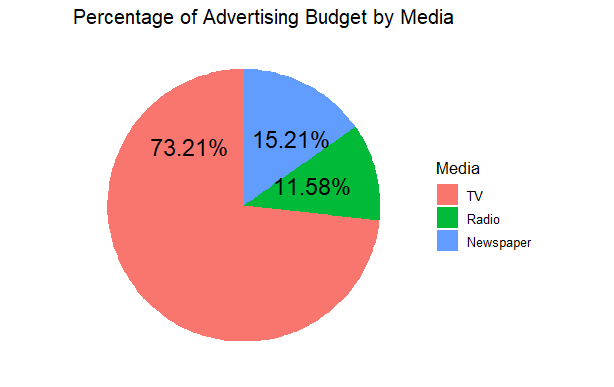 Percentage of Advertising Budget by Media
73.21%
15.21%
11.58%
Media
TV
Radio
Newspaper